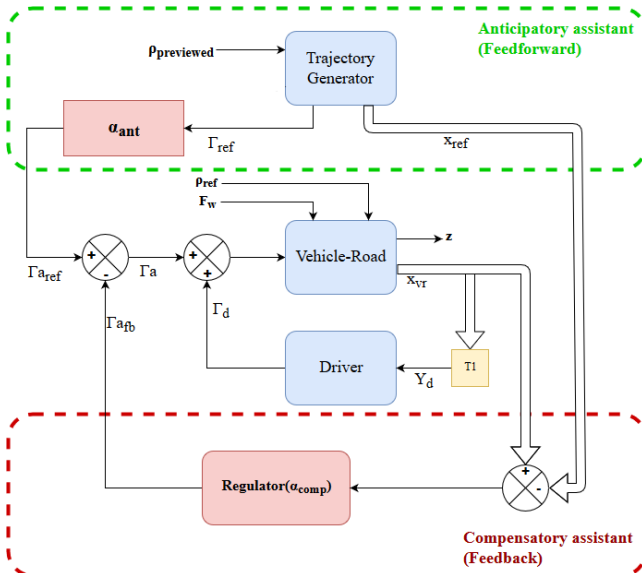 Anticipatory assistant
(Feedforward)
ρpreviewed
Trajectory
Generator
αant
Γref
xref
ρref
Fw
Vehicle-Road
z
xvr
+
-
Γaref
Γa
+
+
Γafb
Γd
Driver
Yd
T1
Regulator(αcomp)
+
-
Compensatory assistant
(Feedback)